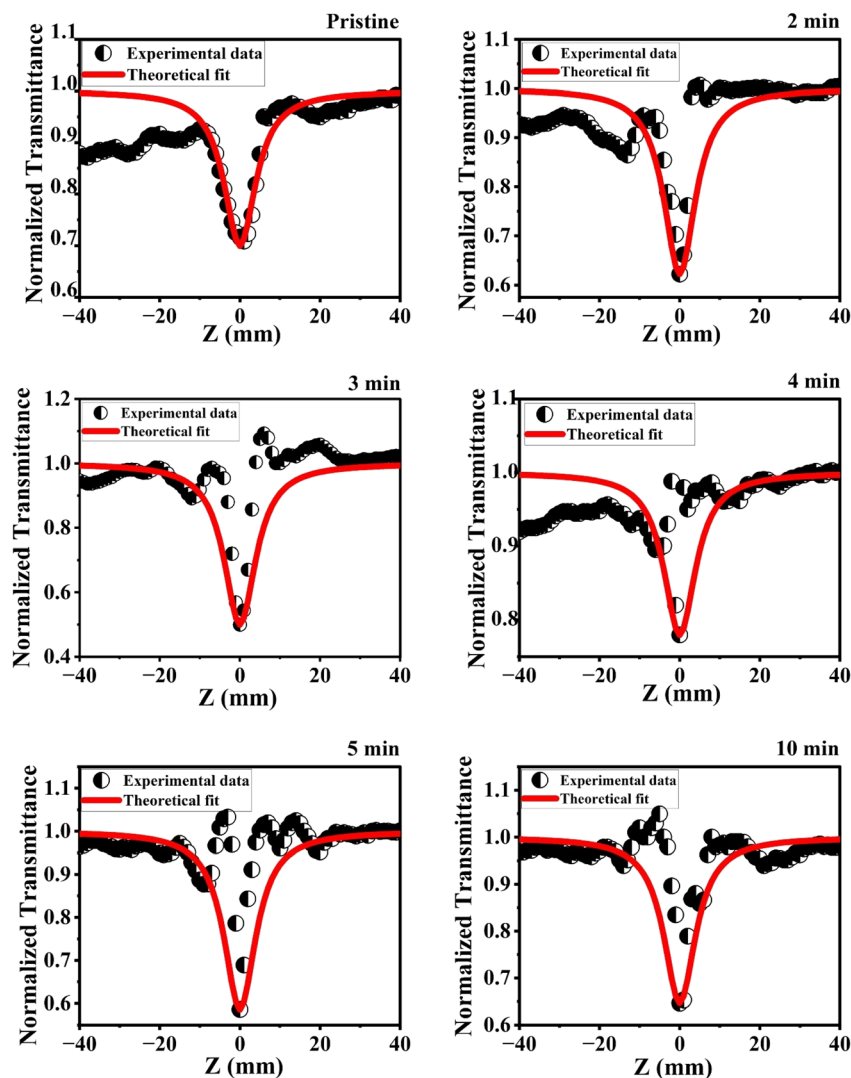 Pristine
1.1
1.0
0.9
0.8
0.7
0.6
Normalized Transmittance
Experimental data
Theoretical fit
−40
−20
0
20
40
Z (mm)
2 min
1.1
1.0
0.9
0.8
0.7
0.6
Normalized Transmittance
Experimental data
Theoretical fit
−40
−20
0
20
40
Z (mm)
3 min
1.2
1.0
0.8
0.6
0.4
Normalized Transmittance
Experimental data
Theoretical fit
−40
−20
0
20
40
Z (mm)
4 min
1.1
1.0
0.9
0.8
Normalized Transmittance
Experimental data
Theoretical fit
−40
−20
0
20
40
Z (mm)
5 min
1.1
1.0
0.9
0.8
0.7
0.6
Normalized Transmittance
Experimental data
Theoretical fit
−40
−20
0
20
40
Z (mm)
10 min
1.1
1.0
0.9
0.8
0.7
0.6
Normalized Transmittance
Experimental data
Theoretical fit
−40
−20
0
20
40
Z (mm)